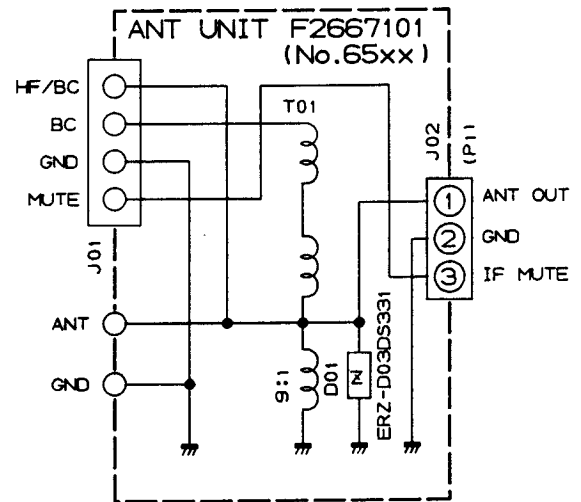 ANT UNIT F2667101
(No.65xx)
HF/BC
BC
GND
MUTE
J01
T01
J02
(P1)
1
2
3
ANT OUT
GND
IF MUTE
ANT
GND
9:1
D01
Z
ERZ-D03DS331